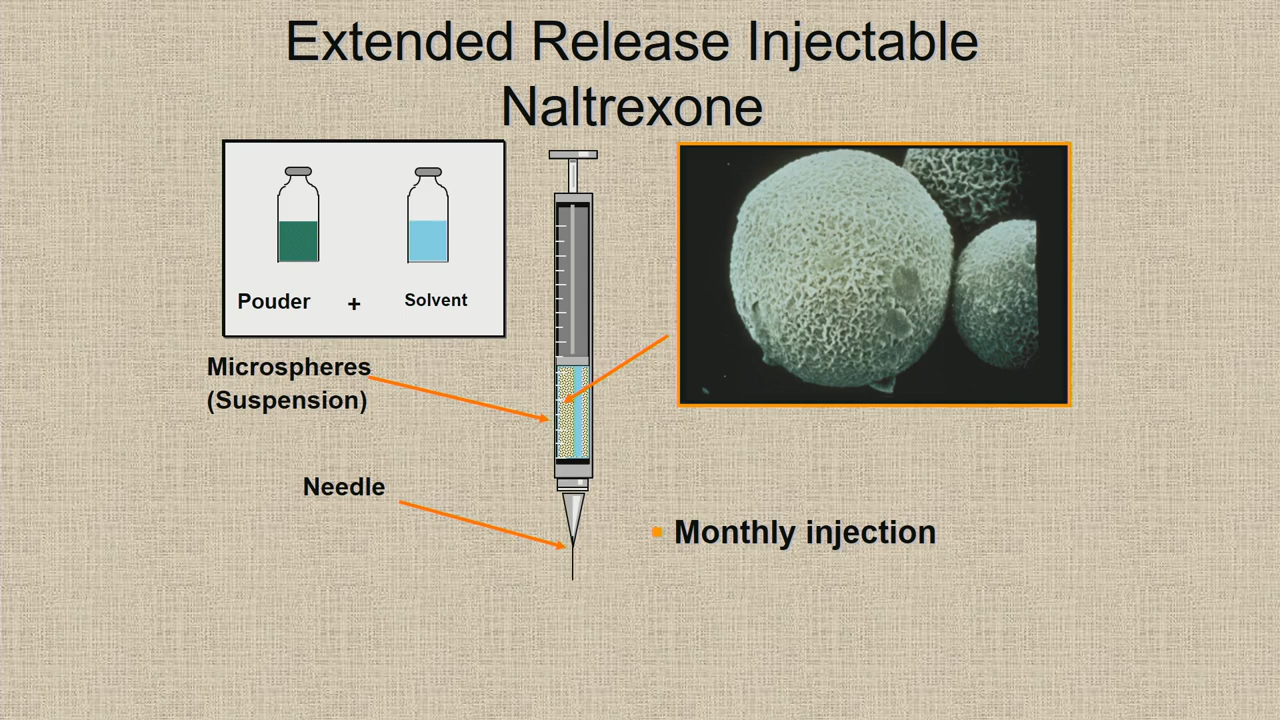 Extended Release Injectable
Naltrexone
Pouder + Solvent
Microspheres
(Suspension)
Needle
Monthly injection